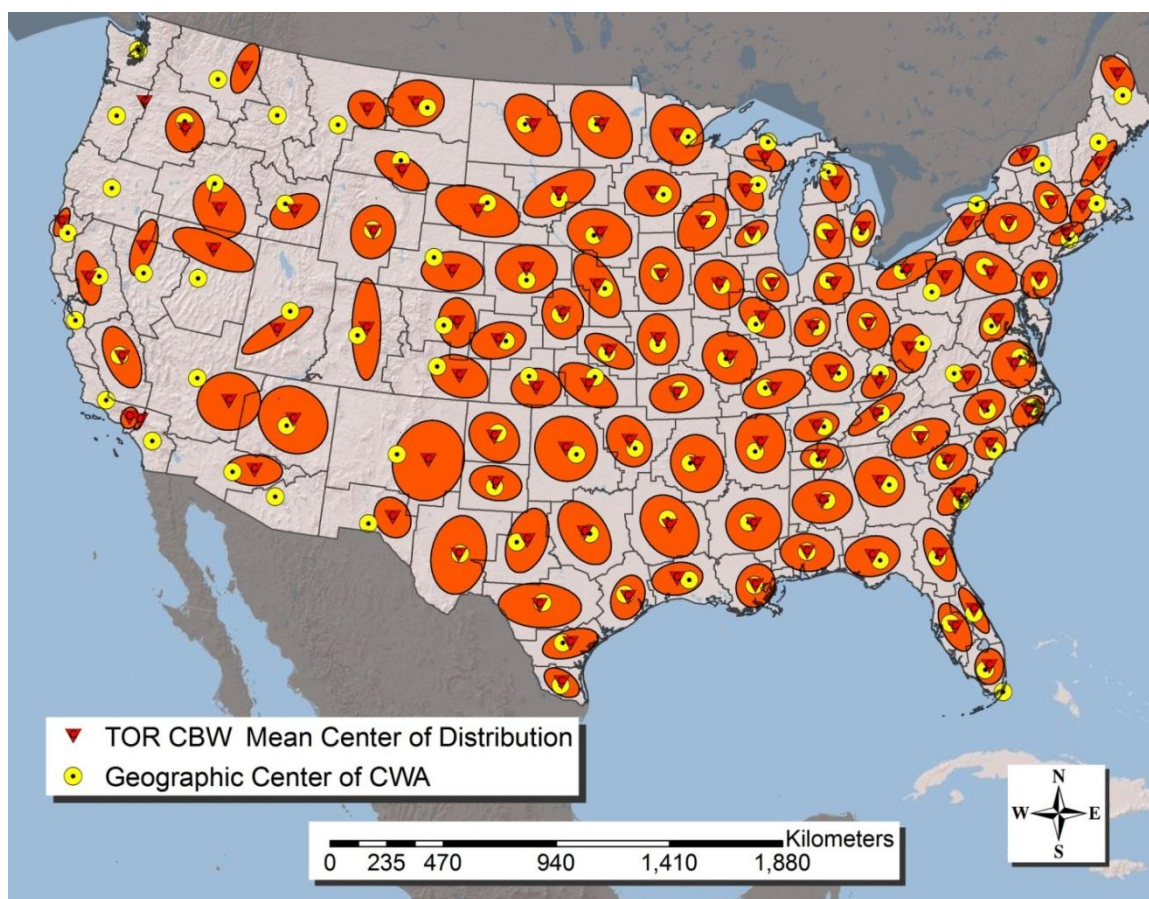 TOR CBW Mean Center of Distribution
Geographic Center of CWA
N
W E
S
Kilometers
0 235 470 940 1,410 1,880